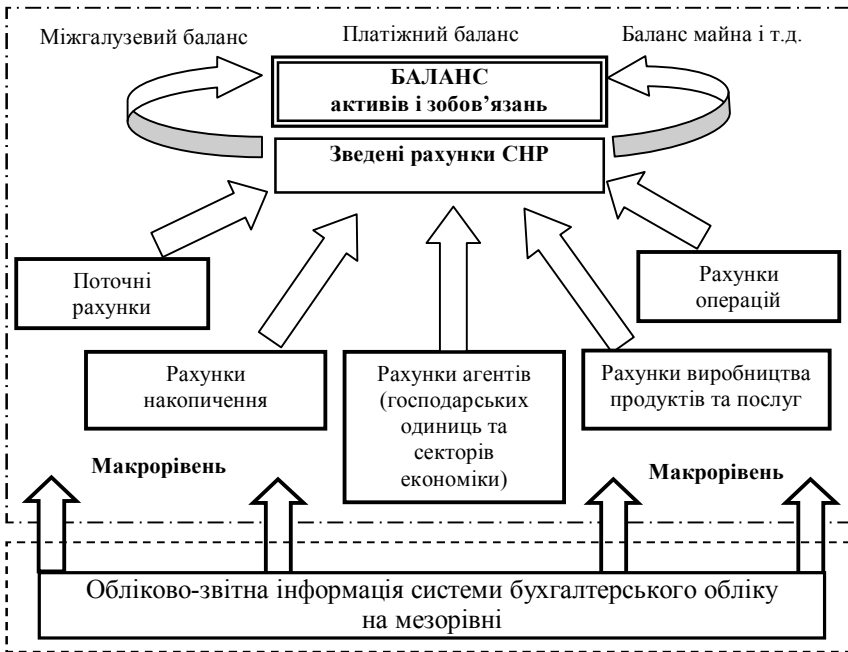 Міжгалузевий баланс
Платіжний баланс
Баланс майна і т.д.
БАЛАНС
активів і зобов’язань
Зведені рахунки СНР
Поточні
рахунки
Рахунки
операцій
Рахунки
накопичення
Рахунки агентів
(господарських
одиниць та
секторів
економіки)
Рахунки виробництва
продуктів та послуг
Макрорівень
Макрорівень
Обліково-звітна інформація системи бухгалтерського обліку
на мезорівні